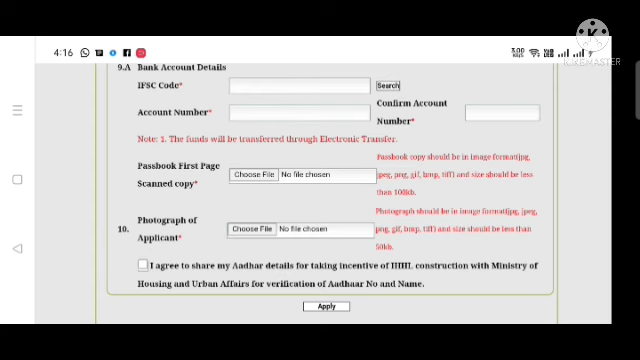 4:16
3.00 KB/S
KINEMASTER
9.A Bank Account Details
IFSC Code* Search
Account Number* Confirm Account Number*
Note: 1. The funds will be transferred through Electronic Transfer.
Passbook First Page Scanned copy* Choose File No file chosen
Passbook copy should be in image format(jpg,
jpeg, png, gif, bmp, tiff) and size should be less
than 100kb.
10. Photograph of Applicant* Choose File No file chosen
Photograph should be in image format(jpg, jpeg,
png, gif, bmp, tiff) and size should be less than
50kb.
I agree to share my Aadhar details for taking incentive of IHHL construction with Ministry of
Housing and Urban Affairs for verification of Aadhaar No and Name.
Apply